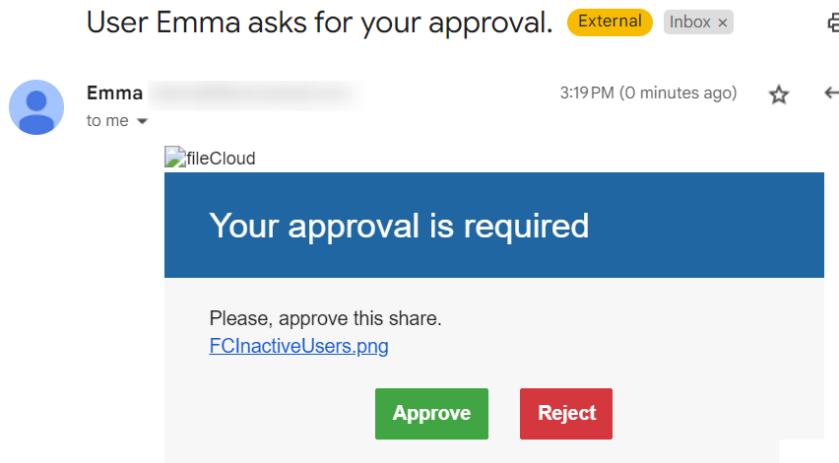 User Emma asks for your approval. External Inbox ×
Emma 3:19 PM (0 minutes ago)
to me
fileCloud
Your approval is required
Please, approve this share.
FCInactiveUsers.png
Approve Reject